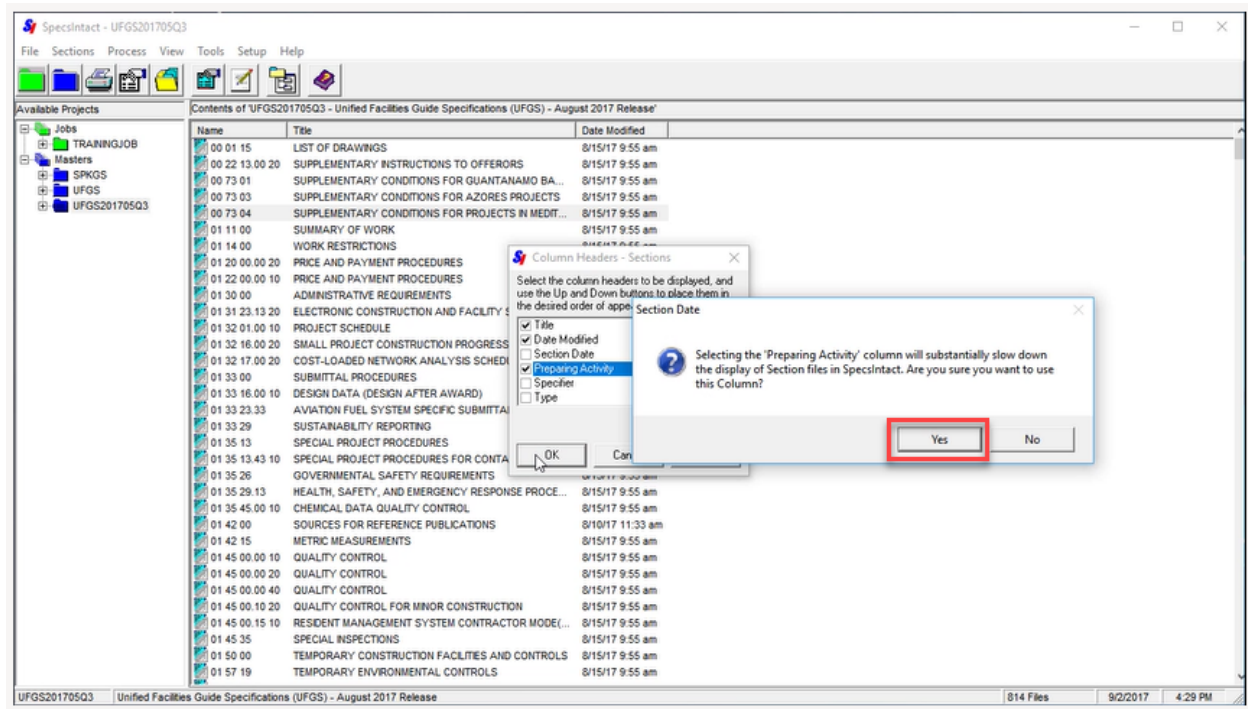 SpecsIntact - UFGS201705Q3
File Sections Process View Tools Setup Help
Available Projects
Contents of 'UFGS201705Q3 - Unified Facilities Guide Specifications (UFGS) - August 2017 Release'
Jobs
TRAININGJOB
Masters
SPKGS
UFGS
UFGS201705Q3
Name Title Date Modified
00 01 15 LIST OF DRAWINGS 8/15/17 9:55 am
00 22 13.00 20 SUPPLEMENTARY INSTRUCTIONS TO OFFERORS 8/15/17 9:55 am
00 73 01 SUPPLEMENTARY CONDITIONS FOR GUANTANAMO BA... 8/15/17 9:55 am
00 73 03 SUPPLEMENTARY CONDITIONS FOR AZORES PROJECTS 8/15/17 9:55 am
00 73 04 SUPPLEMENTARY CONDITIONS FOR PROJECTS IN MEDIT... 8/15/17 9:55 am
01 11 00 SUMMARY OF WORK 8/15/17 9:55 am
01 14 00 WORK RESTRICTIONS
01 20 00.00 20 PRICE AND PAYMENT PROCEDURES
01 22 00.00 10 PRICE AND PAYMENT PROCEDURES
01 30 00 ADMINISTRATIVE REQUIREMENTS
01 31 23.13 20 ELECTRONIC CONSTRUCTION AND FACILITY
01 32 01.00 10 PROJECT SCHEDULE
01 32 16.00 20 SMALL PROJECT CONSTRUCTION PROGRESS
01 32 17.00 20 COST-LOADED NETWORK ANALYSIS
01 33 00 SUBMITTAL PROCEDURES
01 33 16.00 10 DESIGN DATA (DESIGN AFTER AWARD)
01 33 23.33 AVIATION FUEL SYSTEM SPECIFIC
01 33 29 SUSTAINABILITY REPORTING
01 35 13 SPECIAL PROJECT PROCEDURES
01 35 13.43 10 SPECIAL PROJECT PROCEDURES FOR
01 35 26 GOVERNMENTAL SAFETY REQUIREMENTS
01 35 29.13 HEALTH, SAFETY, AND EMERGENCY RESPONSE PROCE... 8/15/17 9:55 am
01 35 45.00 10 CHEMICAL DATA QUALITY CONTROL 8/15/17 9:55 am
01 42 00 SOURCES FOR REFERENCE PUBLICATIONS 8/10/17 11:33 am
01 42 15 METRIC MEASUREMENTS 8/15/17 9:55 am
01 45 00.00 10 QUALITY CONTROL 8/15/17 9:55 am
01 45 00.00 20 QUALITY CONTROL 8/15/17 9:55 am
01 45 00.00 40 QUALITY CONTROL 8/15/17 9:55 am
01 45 00.10 20 QUALITY CONTROL FOR MINOR CONSTRUCTION 8/15/17 9:55 am
01 45 00.15 10 RESIDENT MANAGEMENT SYSTEM CONTRACTOR MODE(... 8/15/17 9:55 am
01 45 35 SPECIAL INSPECTIONS 8/15/17 9:55 am
01 50 00 TEMPORARY CONSTRUCTION FACILITIES AND CONTROLS 8/15/17 9:55 am
01 57 19 TEMPORARY ENVIRONMENTAL CONTROLS 8/15/17 9:55 am
Column Headers - Sections
Select the column headers to be displayed, and
use the Up and Down buttons to place them in
the desired order of
Title
Date Modified
Section Date
Preparing Activity
Specifier
Type
OK
Section Date
Selecting the 'Preparing Activity' column will substantially slow down
the display of Section files in SpecsIntact. Are you sure you want to use
this Column?
Yes No
UFGS201705Q3 Unified Facilities Guide Specifications (UFGS) - August 2017 Release 814 Files 9/2/2017 4:29 PM